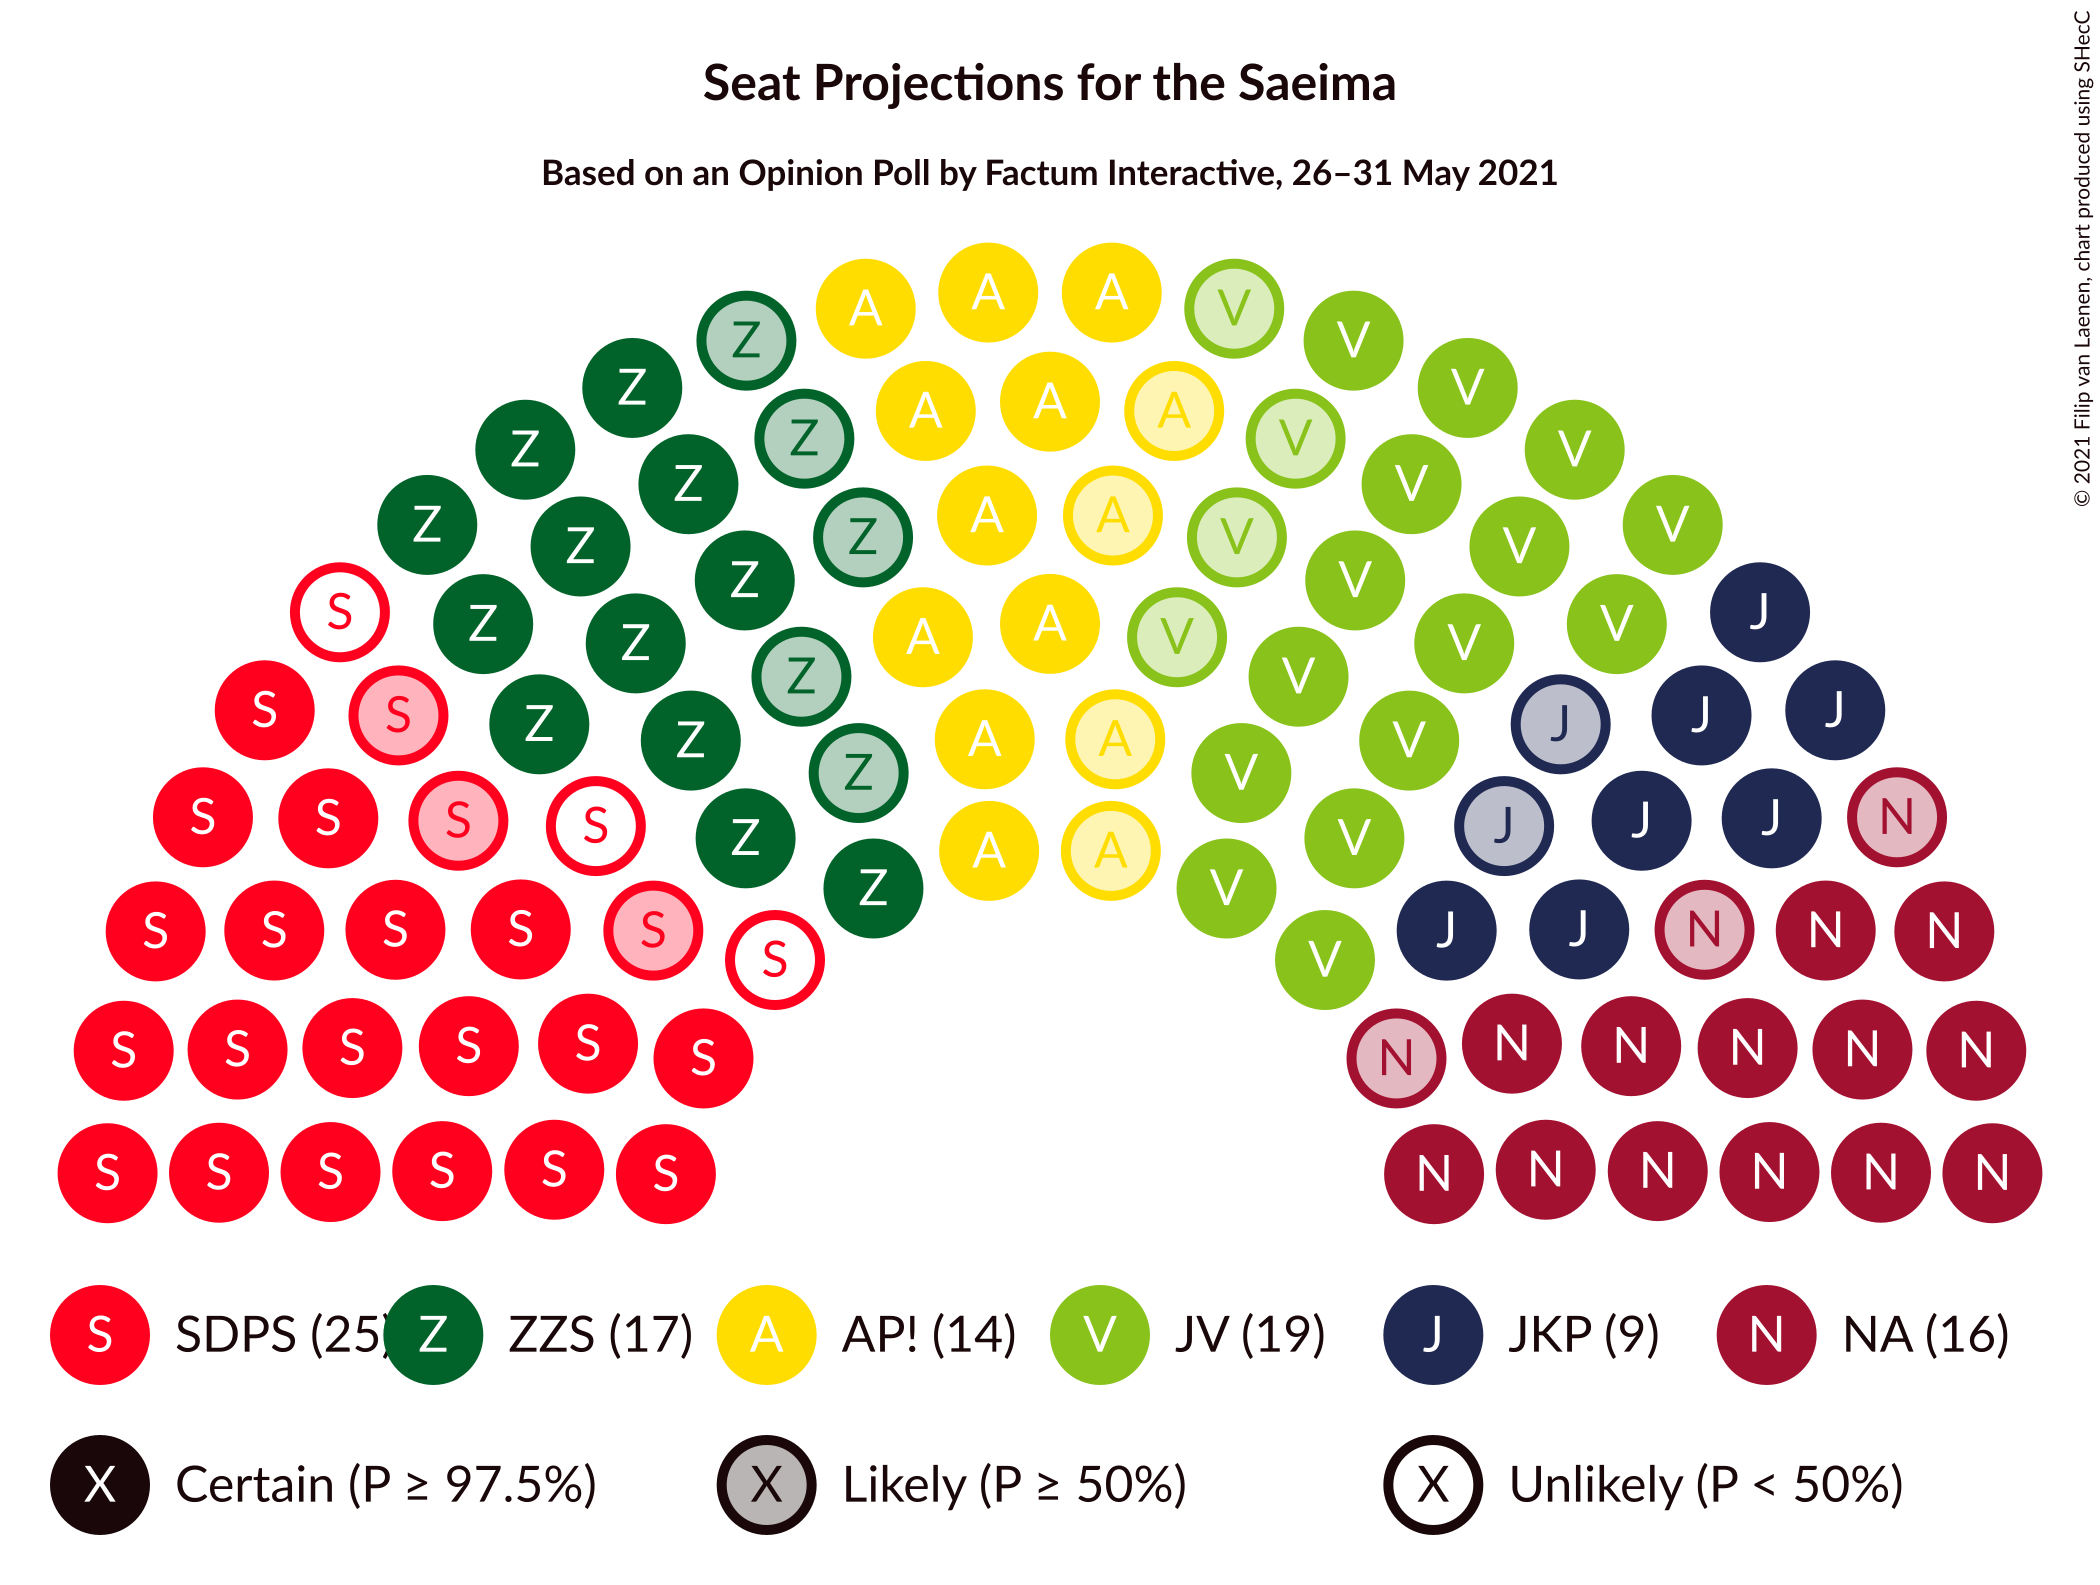 Seat Projections for the Saeima
Based on an Opinion Poll by Factum Interactive, 26–31 May 2021
© 2021 Filip van Laenen, chart produced using SHecC
A A A V
Z V
Z A A A V
Z Z V V
Z A A V V
Z Z V V
Z Z V V
S Z Z A A V V V J
Z Z V V
S S Z Z A A V J J J
Z Z V V
S S S S Z A A V J J J N
Z V
S S S S S J J N N N
S V
S S S S S S N N N N N N
S S S S S S N N N N N N
S SDPS (25) Z ZZS (17) A AP! (14) V JV (19) J JKP (9) N NA (16)
X Certain (P ≥ 97.5%) X Likely (P ≥ 50%) X Unlikely (P < 50%)